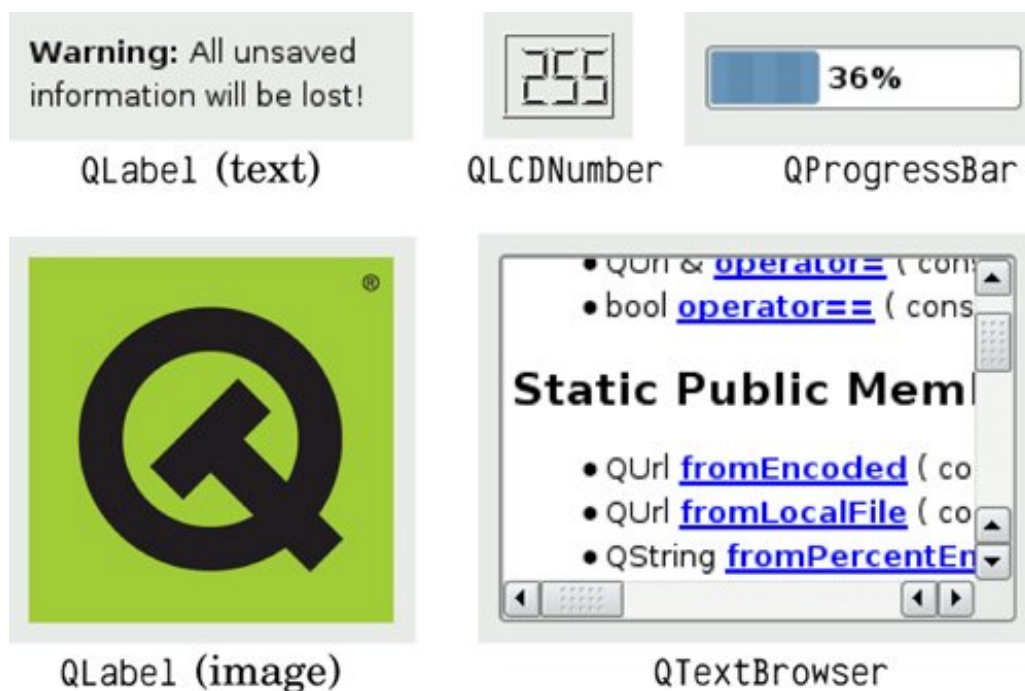 Warning: All unsaved
information will be lost!
QLabel (text)
255
QLCDNumber
36%
QProgressBar
®
QLabel (image)
• QUrl & operator= ( cons
• bool operator== ( cons
Static Public Mem
• QUrl fromEncoded ( co
• QUrl fromLocalFile ( co
• QString fromPercentEn
QTextBrowser